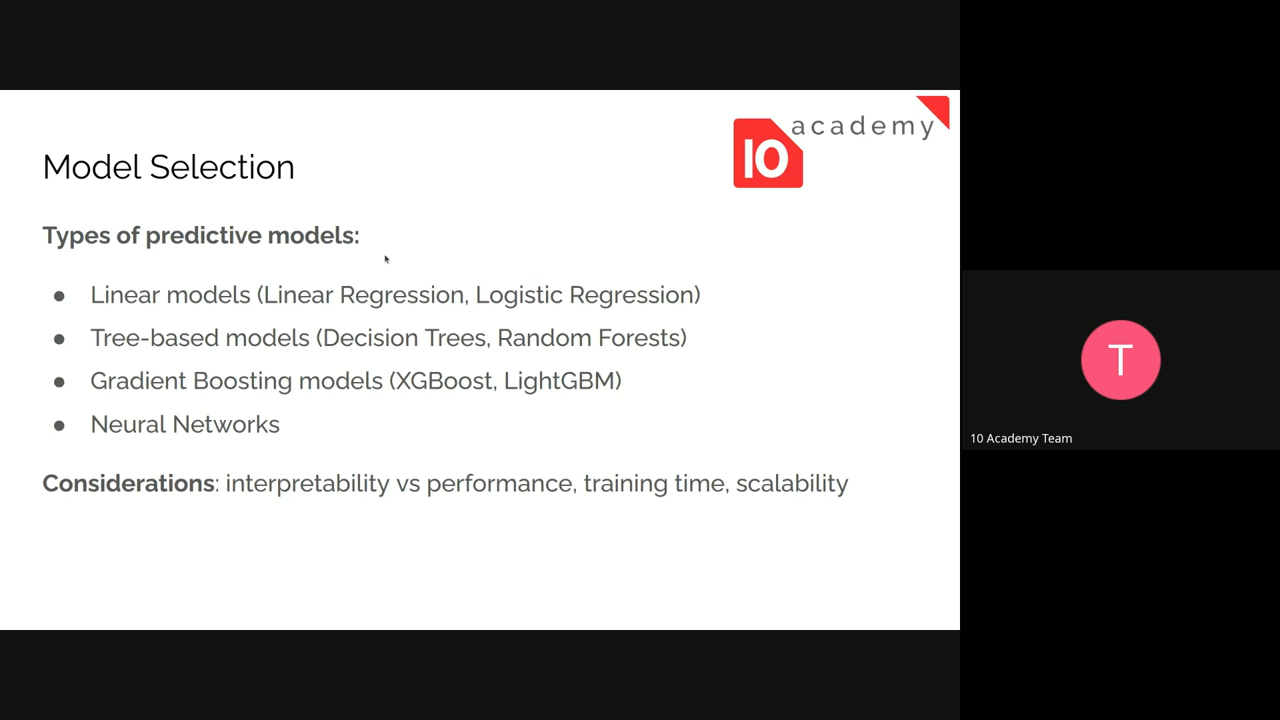 academy
10
Model Selection
Types of predictive models:
● Linear models (Linear Regression, Logistic Regression)
● Tree-based models (Decision Trees, Random Forests)
● Gradient Boosting models (XGBoost, LightGBM)
● Neural Networks
Considerations: interpretability vs performance, training time, scalability
T
10 Academy Team